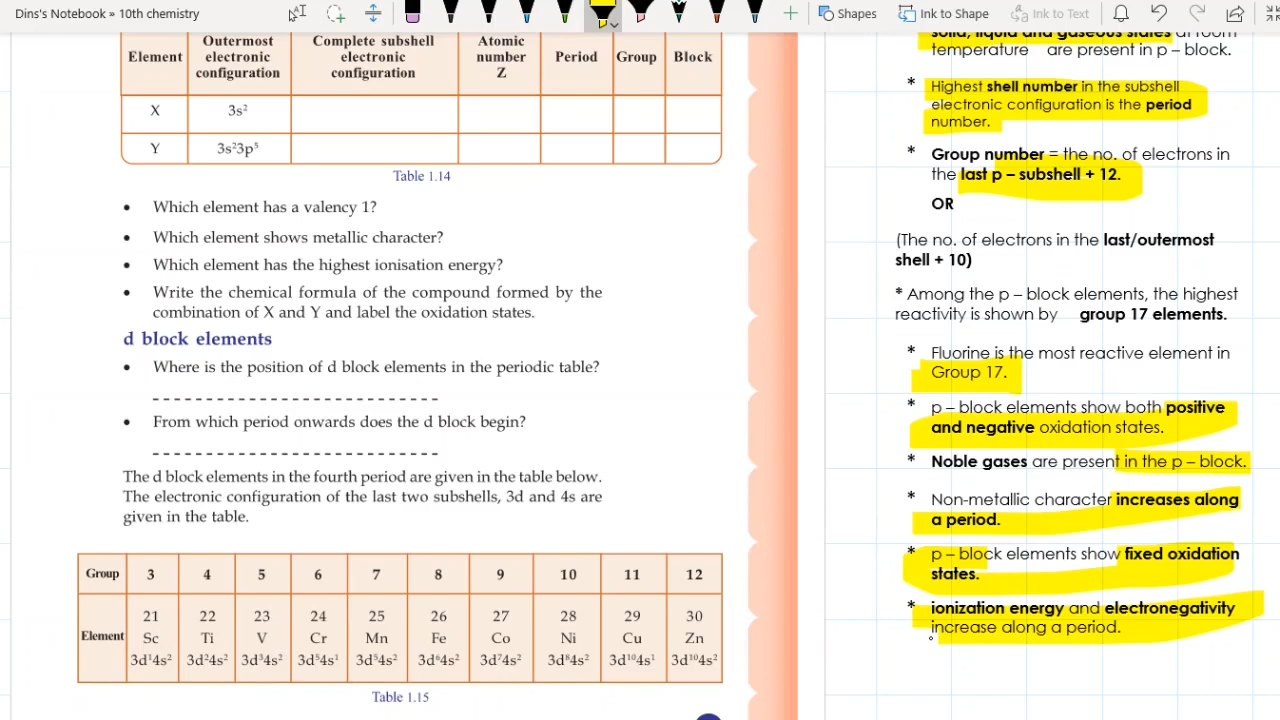 Dins's Notebook » 10th chemistry
Shapes
Ink to Shape
Ink to Text
Element
Outermost electronic configuration
Complete subshell electronic configuration
Atomic number Z
Period
Group
Block
X 3s²
Y 3s²3p⁵
Table 1.14
• Which element has a valency 1?
• Which element shows metallic character?
• Which element has the highest ionisation energy?
• Write the chemical formula of the compound formed by the
combination of X and Y and label the oxidation states.
d block elements
• Where is the position of d block elements in the periodic table?
• From which period onwards does the d block begin?
The d block elements in the fourth period are given in the table below.
The electronic configuration of the last two subshells, 3d and 4s are
given in the table.
Group 3 4 5 6 7 8 9 10 11 12
21 22 23 24 25 26 27 28 29 30
Element Sc Ti V Cr Mn Fe Co Ni Cu Zn
3d¹4s² 3d²4s² 3d³4s² 3d⁵4s¹ 3d⁵4s² 3d⁶4s² 3d⁷4s² 3d⁸4s² 3d¹⁰4s¹ 3d¹⁰4s²
Table 1.15
solid, liquid and gaseous states at room
temperature are present in p – block.
* Highest shell number in the subshell
electronic configuration is the period
number.
* Group number = the no. of electrons in
the last p – subshell + 12.
OR
(The no. of electrons in the last/outermost
shell + 10)
* Among the p – block elements, the highest
reactivity is shown by group 17 elements.
* Fluorine is the most reactive element in
Group 17.
* p – block elements show both positive
and negative oxidation states.
* Noble gases are present in the p – block.
* Non-metallic character increases along
a period.
* p – block elements show fixed oxidation
states.
* ionization energy and electronegativity
increase along a period.